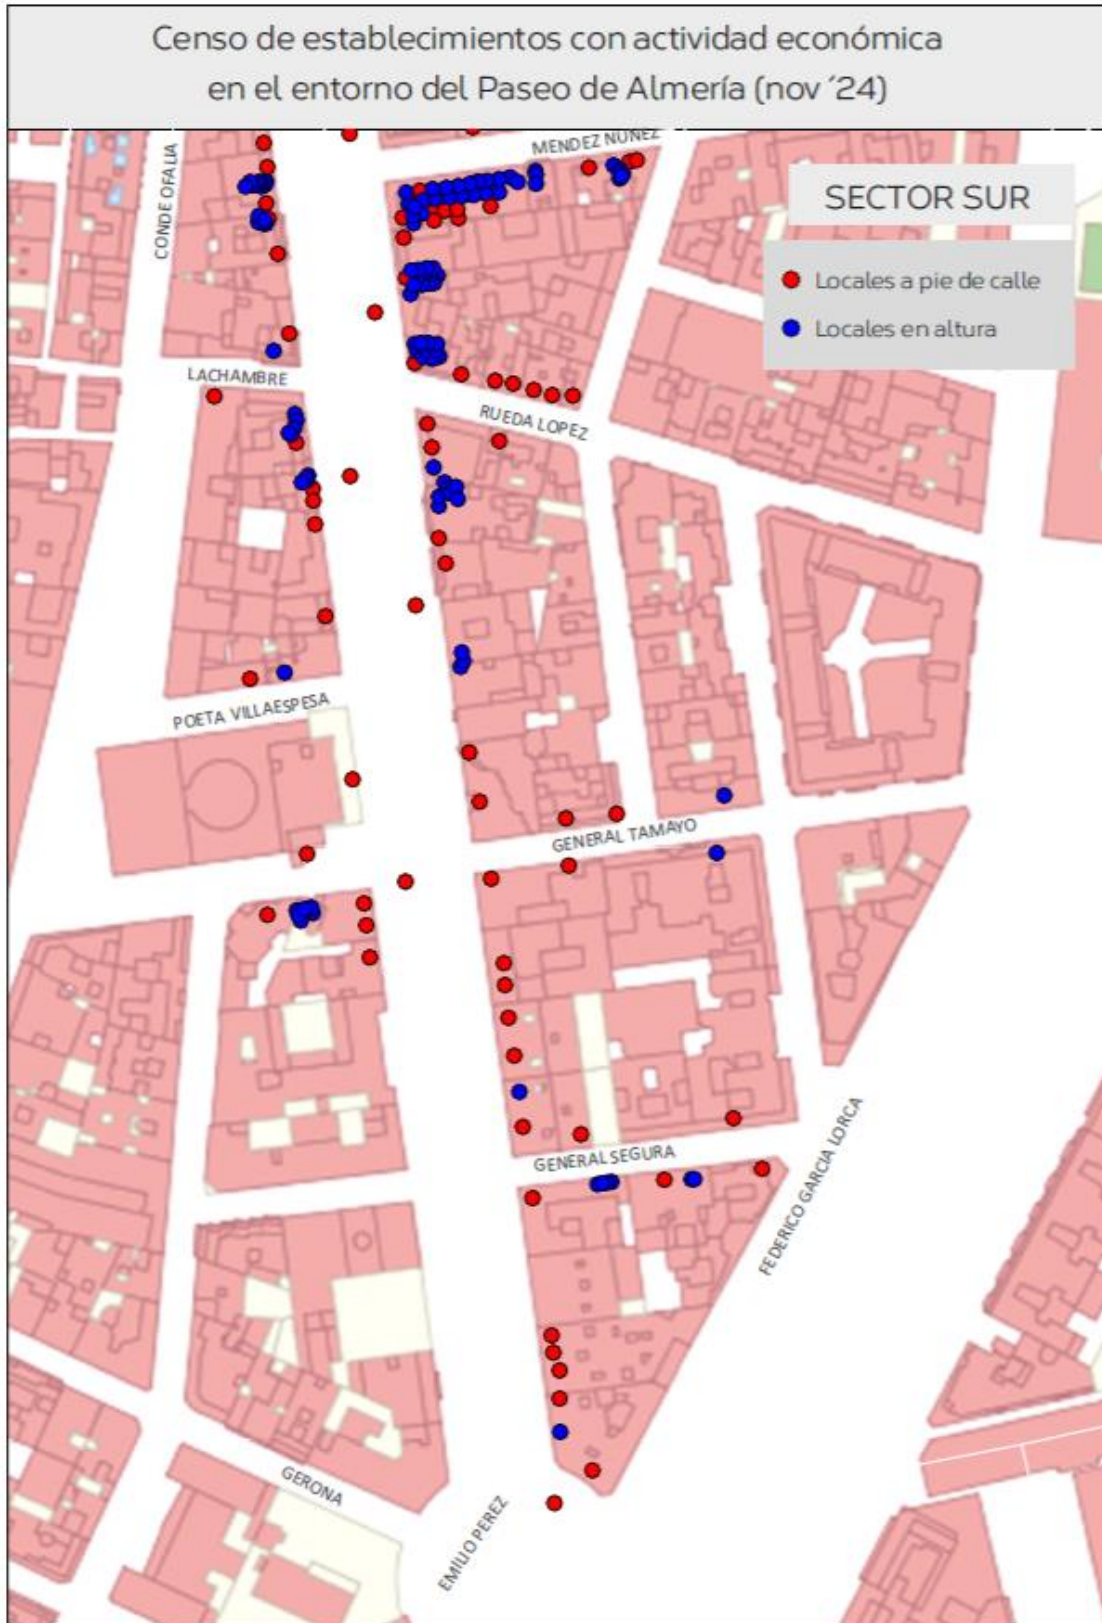 Censo de establecimientos con actividad económica
en el entorno del Paseo de Almería (nov ´24)
MENDEZ NUÑEZ
CONDE OFALIA
SECTOR SUR
Locales a pie de calle
Locales en altura
LACHAMBRE
RUEDA LOPEZ
POETA VILLAESPESA
GENERAL TAMAYO
GENERAL SEGURA
FEDERICO GARCIA LORCA
GERONA
EMILIO PEREZ